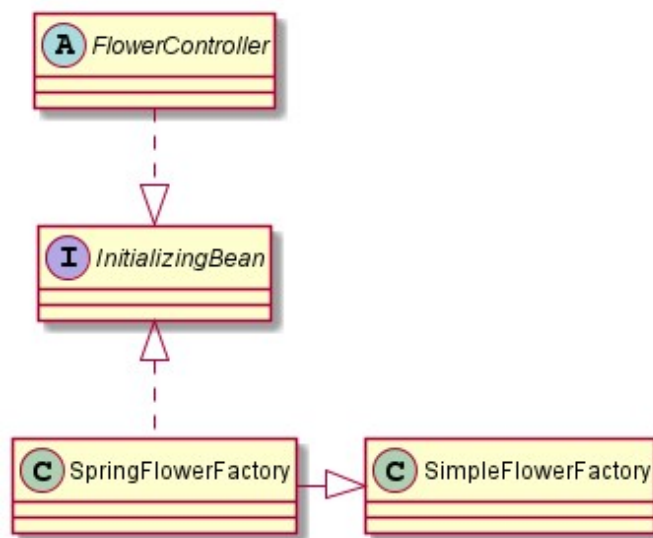 A FlowerController
I InitializingBean
C SpringFlowerFactory
C SimpleFlowerFactory